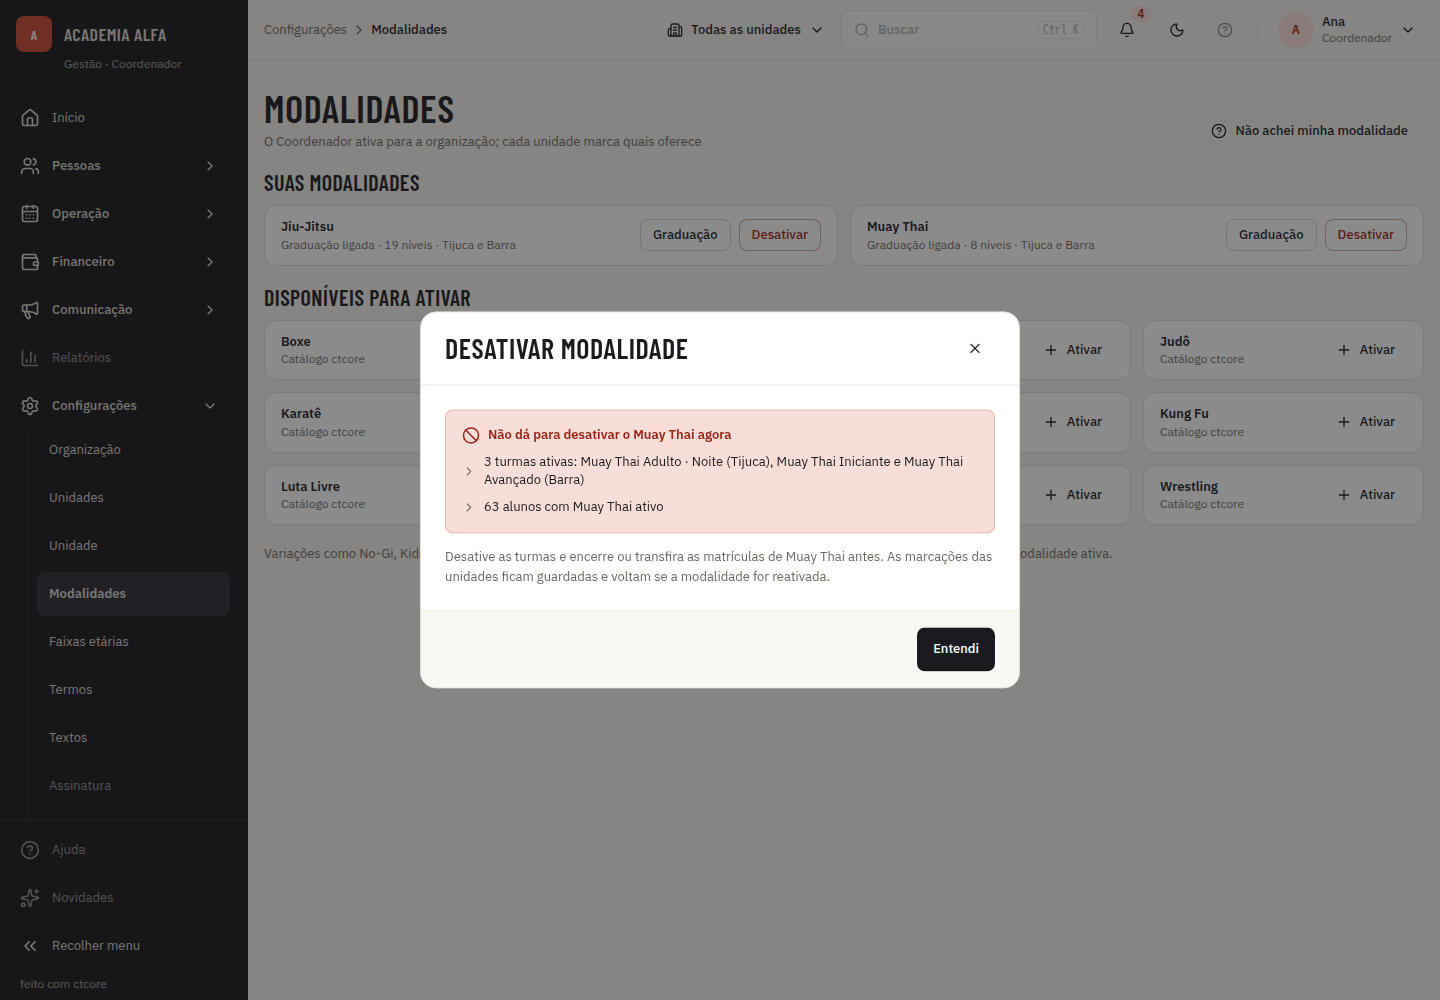 A
ACADEMIA ALFA
Gestão · Coordenador
Início
Pessoas
Operação
Financeiro
Comunicação
Relatórios
Configurações
Organização
Unidades
Unidade
Modalidades
Faixas etárias
Termos
Textos
Assinatura
Ajuda
Novidades
Recolher menu
feito com ctcore
Configurações > Modalidades
Todas as unidades
Buscar
Ctrl K
4
A
Ana
Coordenador
MODALIDADES
O Coordenador ativa para a organização; cada unidade marca quais oferece
Não achei minha modalidade
SUAS MODALIDADES
Jiu-Jitsu
Graduação ligada · 19 níveis · Tijuca e Barra
Graduação
Desativar
Muay Thai
Graduação ligada · 8 níveis · Tijuca e Barra
Graduação
Desativar
DISPONÍVEIS PARA ATIVAR
Boxe
Catálogo ctcore
Ativar
Judô
Catálogo ctcore
Ativar
Karatê
Catálogo ctcore
Ativar
Kung Fu
Catálogo ctcore
Ativar
Luta Livre
Catálogo ctcore
Ativar
Wrestling
Catálogo ctcore
Ativar
Variações como No-Gi,
ativa.
DESATIVAR MODALIDADE
Não dá para desativar o Muay Thai agora
3 turmas ativas: Muay Thai Adulto · Noite (Tijuca), Muay Thai Iniciante e Muay Thai
Avançado (Barra)
63 alunos com Muay Thai ativo
Desative as turmas e encerre ou transfira as matrículas de Muay Thai antes. As marcações das
unidades ficam guardadas e voltam se a modalidade for reativada.
Entendi